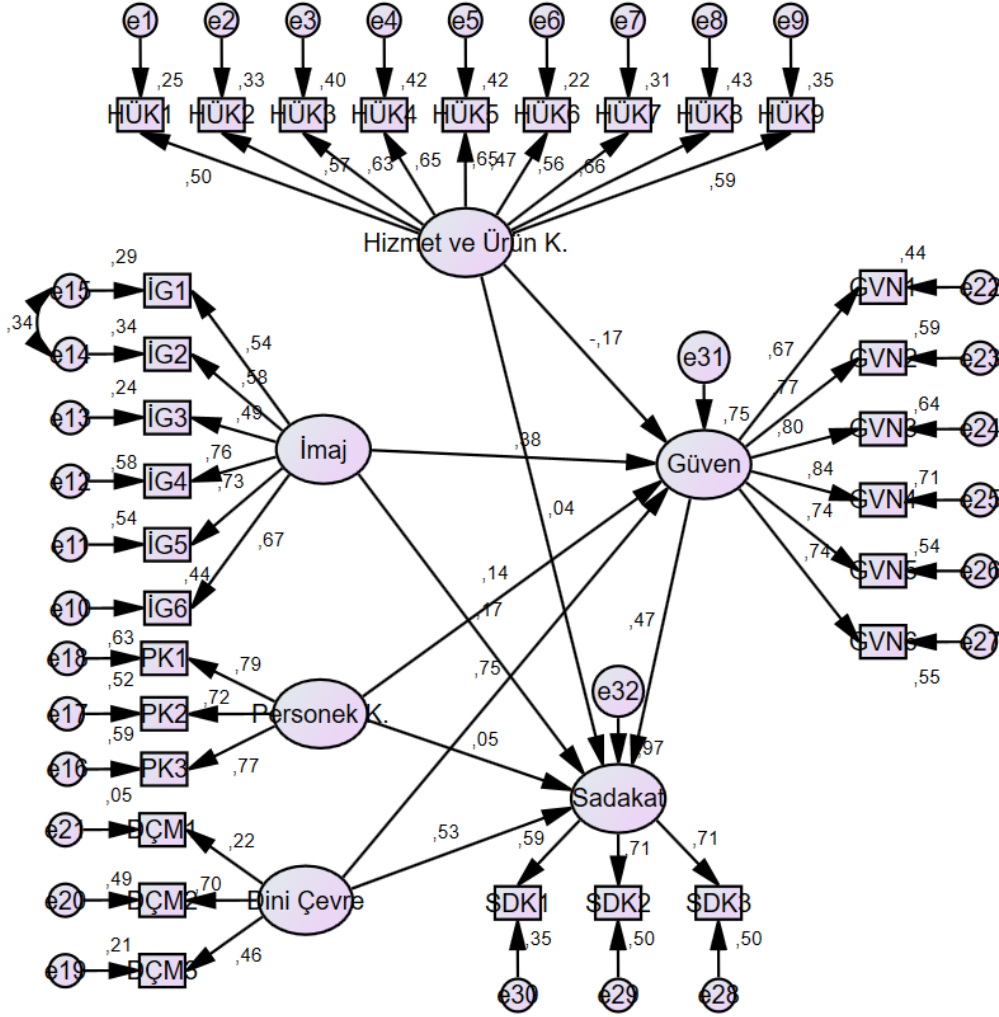 e1 e2 e3 e4 e5 e6 e7 e8 e9
,25 ,33 ,40 ,42 ,42 ,22 ,31 ,43 ,35
HÜK1 HÜK2 HÜK3 HÜK4 HÜK5 HÜK6 HÜK7 HÜK8 HÜK9
,50 ,57 ,63 ,65 ,65 ,47 ,56 ,66 ,59
Hizmet ve Ürün K.
,29
e15 İG1
,34
,34
e14 İG2
,24
e13 İG3
,58
e12 İG4
,54
e11 İG5
,44
e10 İG6
,54
,58
,49
,76
,73
,67
İmaj
,63
e18 PK1
,52
e17 PK2
,59
e16 PK3
,79
,72
,77
Personek K.
,05
e21 DÇM1
,49
e20 DÇM2
,21
e19 DÇM3
,22
,70
,46
Dini Çevre
-,17
,38
,04
,14
,17
,75
,47
,05
,53
e31
,75
Güven
,67
,77
,80
,84
,74
,74
,44
GVN1 e22
,59
GVN2 e23
,64
GVN3 e24
,71
GVN4 e25
,54
GVN5 e26
GVN6 e27
,55
e32
,97
Sadakat
,59 ,71 ,71
SDK1 SDK2 SDK3
,35 ,50 ,50
e30 e29 e28